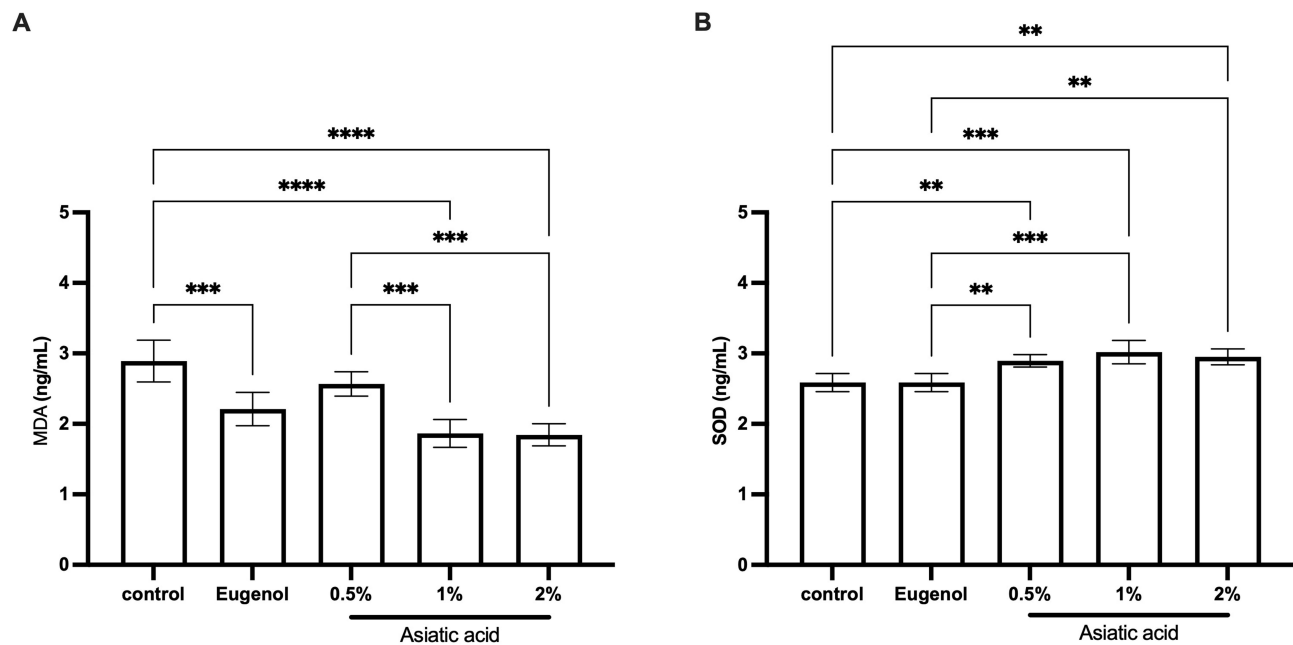 A
****
****
***
***
***
MDA (ng/mL)
5
4
3
2
1
0
control
Eugenol
0.5%
1%
2%
Asiatic acid
B
**
**
***
**
***
**
SOD (ng/mL)
5
4
3
2
1
0
control
Eugenol
0.5%
1%
2%
Asiatic acid